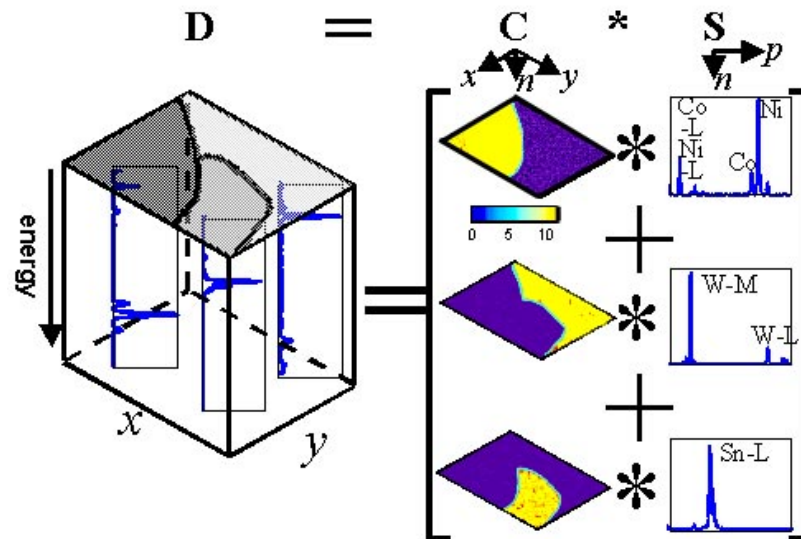 D = C * S
x n y
n p
Co
-L
Ni
-L
Co
Ni
energy
0 5 10
+
=
W-M
W-L
+
x
y
Sn-L